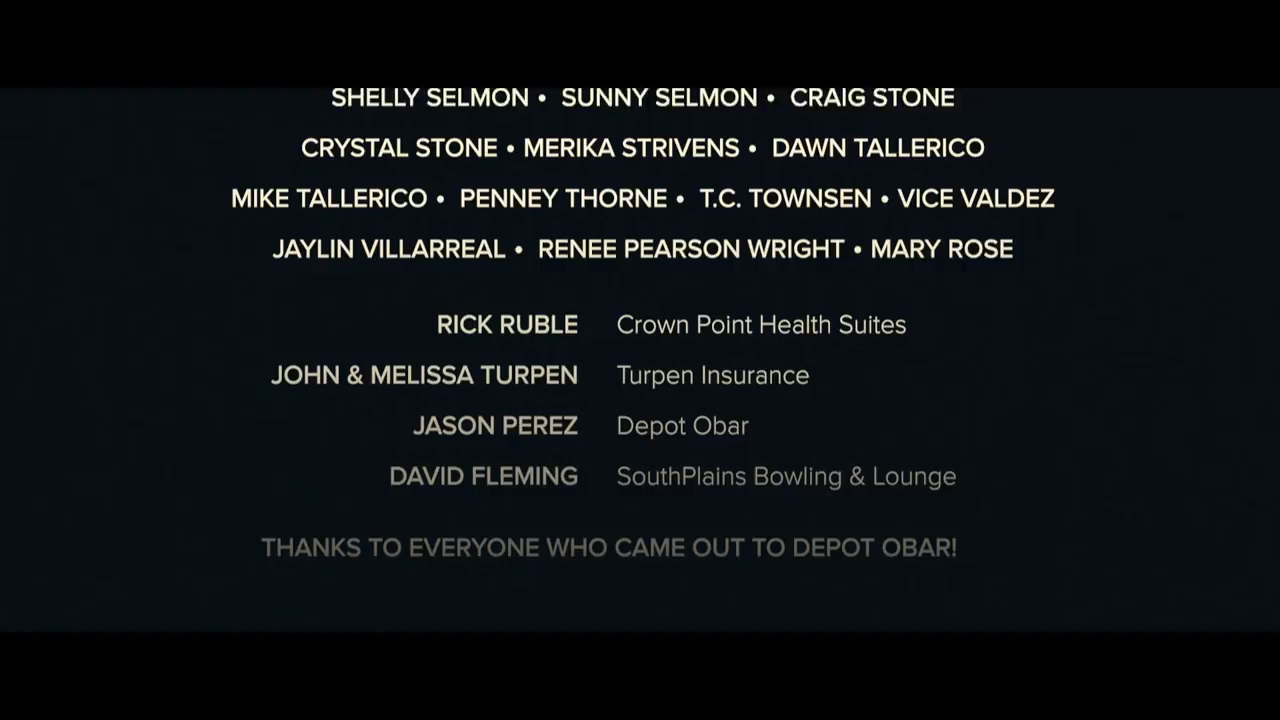 SHELLY SELMON • SUNNY SELMON • CRAIG STONE
CRYSTAL STONE • MERIKA STRIVENS • DAWN TALLERICO
MIKE TALLERICO • PENNEY THORNE • T.C. TOWNSEN • VICE VALDEZ
JAYLIN VILLARREAL • RENEE PEARSON WRIGHT • MARY ROSE
RICK RUBLE Crown Point Health Suites
JOHN & MELISSA TURPEN Turpen Insurance
JASON PEREZ Depot Obar
DAVID FLEMING SouthPlains Bowling & Lounge
THANKS TO EVERYONE WHO CAME OUT TO DEPOT OBAR!